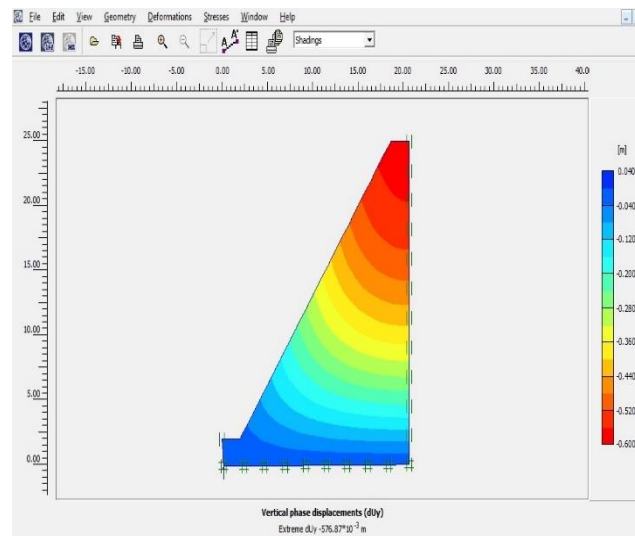 File Edit View Geometry Deformations Stresses Window Help
Shadings
-15.00 -10.00 -5.00 0.00 5.00 10.00 15.00 20.00 25.00 30.00 35.00 40.0
25.00
20.00
15.00
10.00
5.00
0.00
[m]
0.040
-0.040
-0.120
-0.200
-0.280
-0.360
-0.440
-0.520
-0.600
Vertical phase displacements (dUy)
Extreme dUy -576.87*10⁻³ m